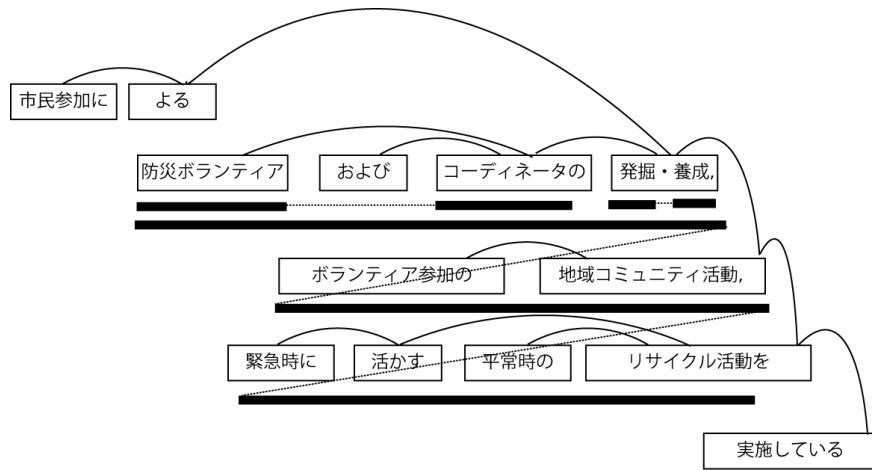 市民参加に よる
防災ボランティア および コーディネータの 発掘・養成,
ボランティア参加の 地域コミュニティ活動,
緊急時に 活かす 平常時の リサイクル活動を
実施している